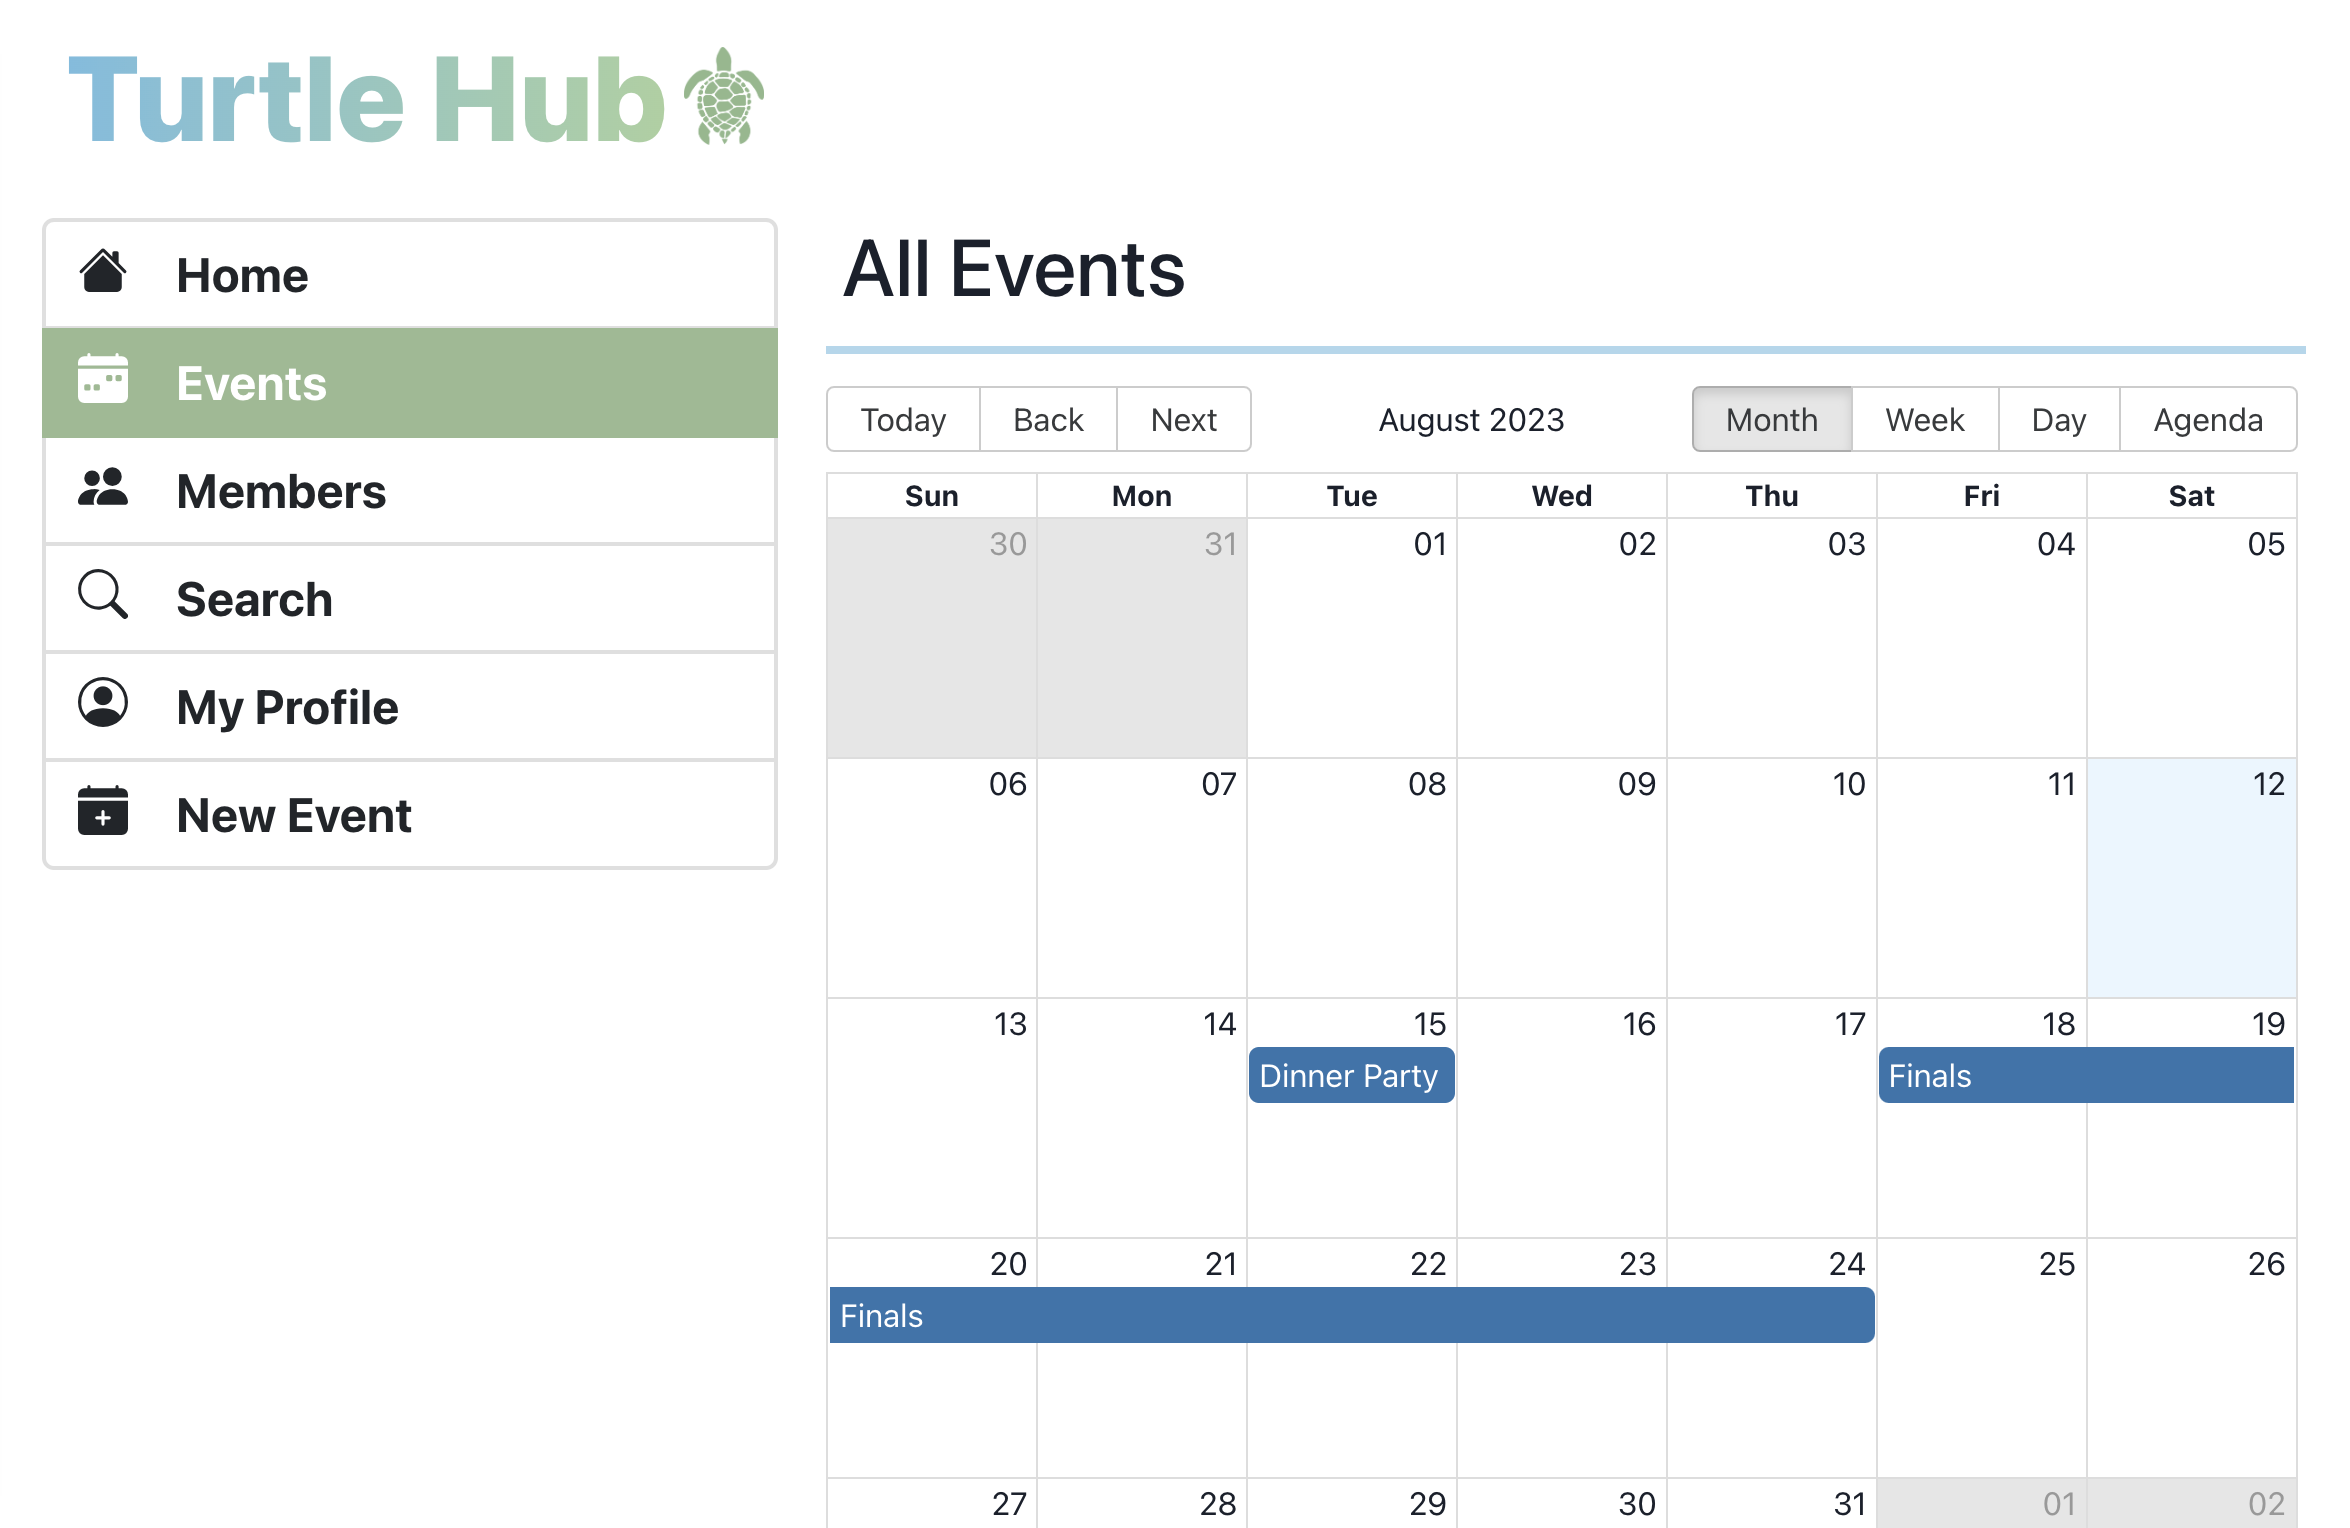 Turtle Hub
Home
Events
Members
Search
My Profile
New Event
All Events
Today Back Next August 2023 Month Week Day Agenda
Sun Mon Tue Wed Thu Fri Sat
30 31 01 02 03 04 05
06 07 08 09 10 11 12
13 14 15 16 17 18 19
Dinner Party Finals
20 21 22 23 24 25 26
Finals
27 28 29 30 31 01 02